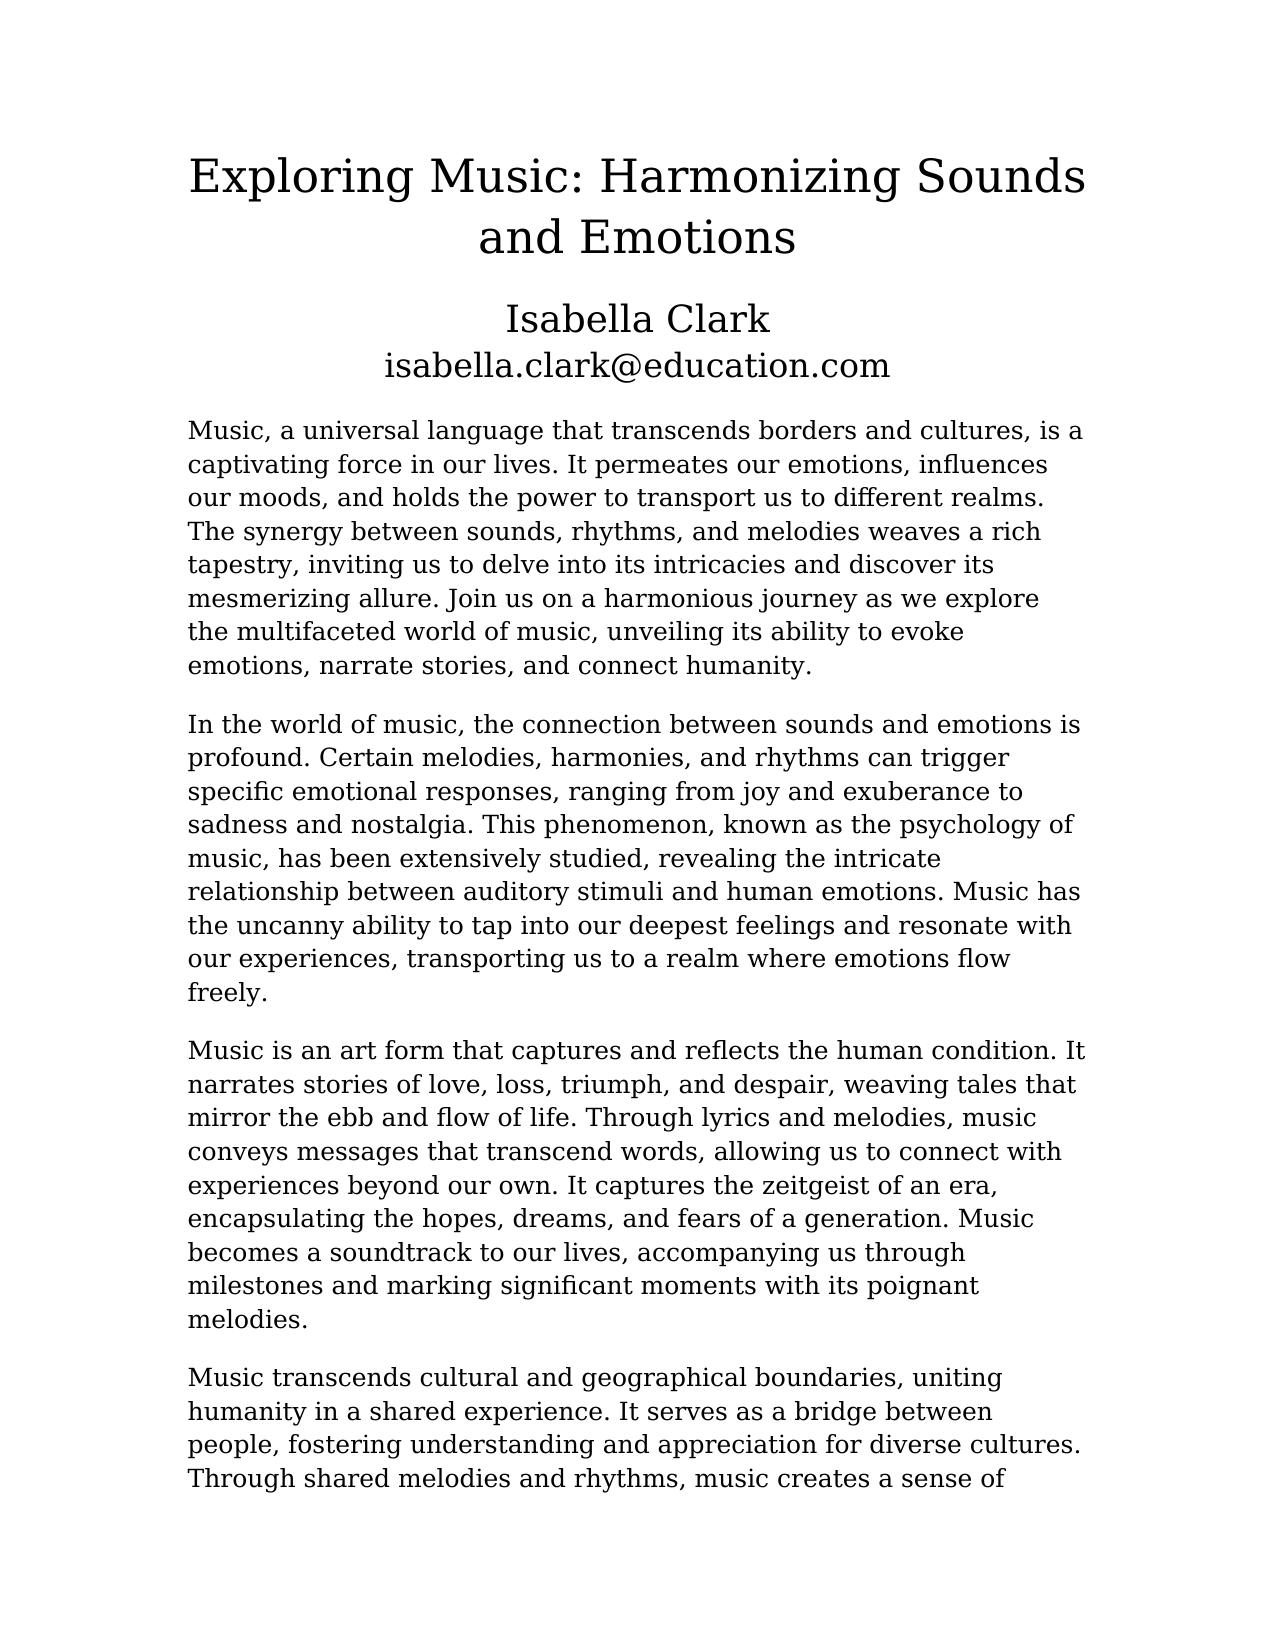 Exploring Music: Harmonizing Sounds
and Emotions
Isabella Clark
isabella.clark@education.com
Music, a universal language that transcends borders and cultures, is a
captivating force in our lives. It permeates our emotions, influences
our moods, and holds the power to transport us to different realms.
The synergy between sounds, rhythms, and melodies weaves a rich
tapestry, inviting us to delve into its intricacies and discover its
mesmerizing allure. Join us on a harmonious journey as we explore
the multifaceted world of music, unveiling its ability to evoke
emotions, narrate stories, and connect humanity.
In the world of music, the connection between sounds and emotions is
profound. Certain melodies, harmonies, and rhythms can trigger
specific emotional responses, ranging from joy and exuberance to
sadness and nostalgia. This phenomenon, known as the psychology of
music, has been extensively studied, revealing the intricate
relationship between auditory stimuli and human emotions. Music has
the uncanny ability to tap into our deepest feelings and resonate with
our experiences, transporting us to a realm where emotions flow
freely.
Music is an art form that captures and reflects the human condition. It
narrates stories of love, loss, triumph, and despair, weaving tales that
mirror the ebb and flow of life. Through lyrics and melodies, music
conveys messages that transcend words, allowing us to connect with
experiences beyond our own. It captures the zeitgeist of an era,
encapsulating the hopes, dreams, and fears of a generation. Music
becomes a soundtrack to our lives, accompanying us through
milestones and marking significant moments with its poignant
melodies.
Music transcends cultural and geographical boundaries, uniting
humanity in a shared experience. It serves as a bridge between
people, fostering understanding and appreciation for diverse cultures.
Through shared melodies and rhythms, music creates a sense of